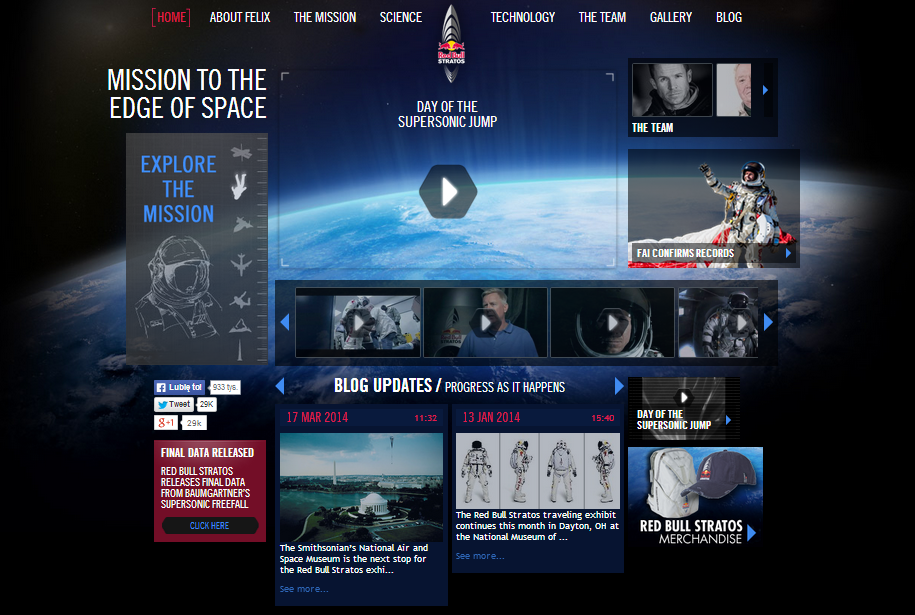 HOME
ABOUT FELIX
THE MISSION
SCIENCE
Red Bull
STRATOS
TECHNOLOGY
THE TEAM
GALLERY
BLOG
MISSION TO THE
EDGE OF SPACE
EXPLORE
THE
MISSION
DAY OF THE
SUPERSONIC JUMP
THE TEAM
FAI CONFIRMS RECORDS
Lubię to!
933 tys.
Tweet
29K
g+1
29k
FINAL DATA RELEASED
RED BULL STRATOS
RELEASES FINAL DATA
FROM BAUMGARTNER'S
SUPERSONIC FREEFALL
CLICK HERE
BLOG UPDATES / PROGRESS AS IT HAPPENS
17 MAR 2014 11:32
The Smithsonian's National Air and
Space Museum is the next stop for
the Red Bull Stratos exhi...
See more...
13 JAN 2014 15:40
The Red Bull Stratos traveling exhibit
continues this month in Dayton, OH at
the National Museum of ...
See more...
DAY OF THE
SUPERSONIC JUMP
RED BULL STRATOS
MERCHANDISE